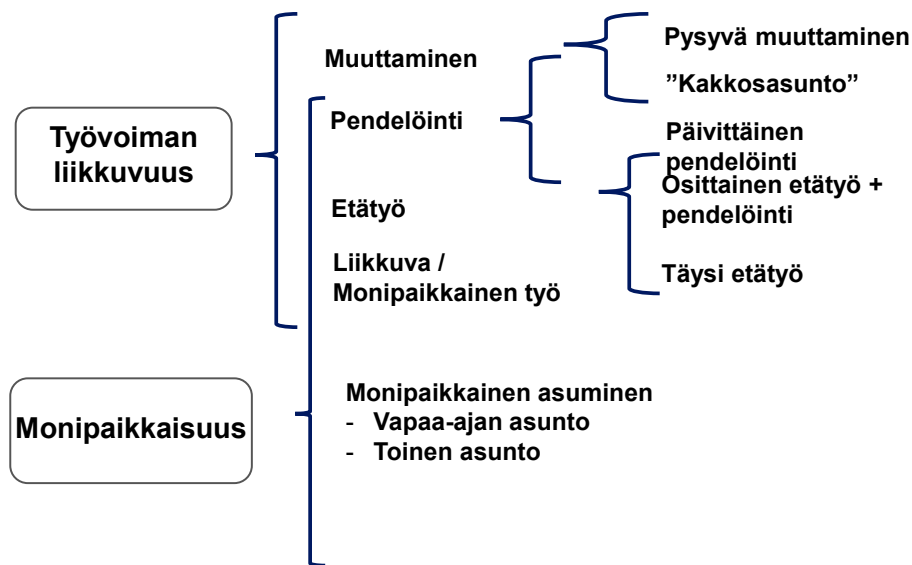 Työvoiman
liikkuvuus
Monipaikkaisuus
Muuttaminen
Pendelöinti
Etätyö
Liikkuva /
Monipaikkainen työ
Monipaikkainen asuminen
- Vapaa-ajan asunto
- Toinen asunto
Pysyvä muuttaminen
”Kakkosasunto”
Päivittäinen
pendelöinti
Osittainen etätyö +
pendelöinti
Täysi etätyö